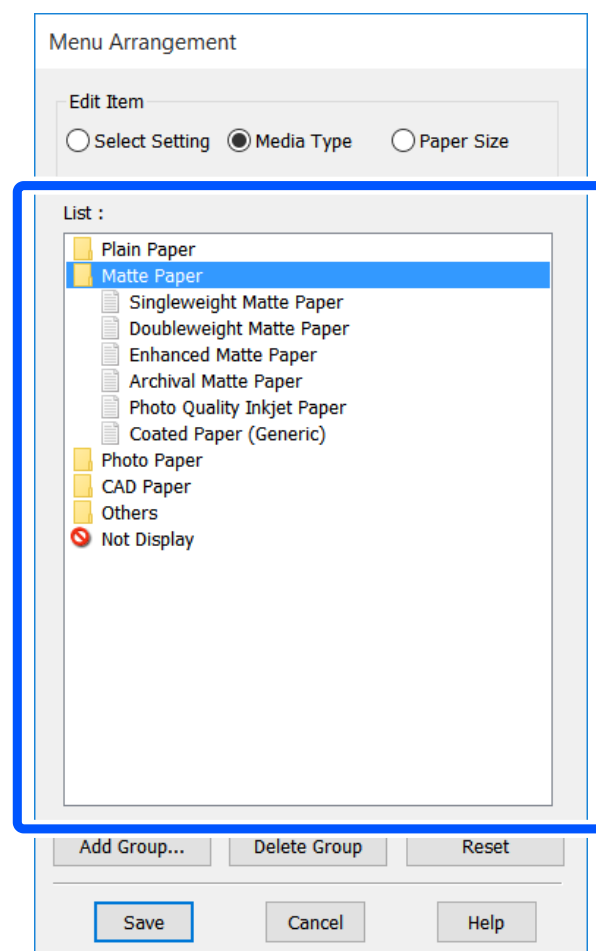 Menu Arrangement
Edit Item
Select Setting Media Type Paper Size
List :
Plain Paper
Matte Paper
Singleweight Matte Paper
Doubleweight Matte Paper
Enhanced Matte Paper
Archival Matte Paper
Photo Quality Inkjet Paper
Coated Paper (Generic)
Photo Paper
CAD Paper
Others
Not Display
Add Group... Delete Group Reset
Save Cancel Help